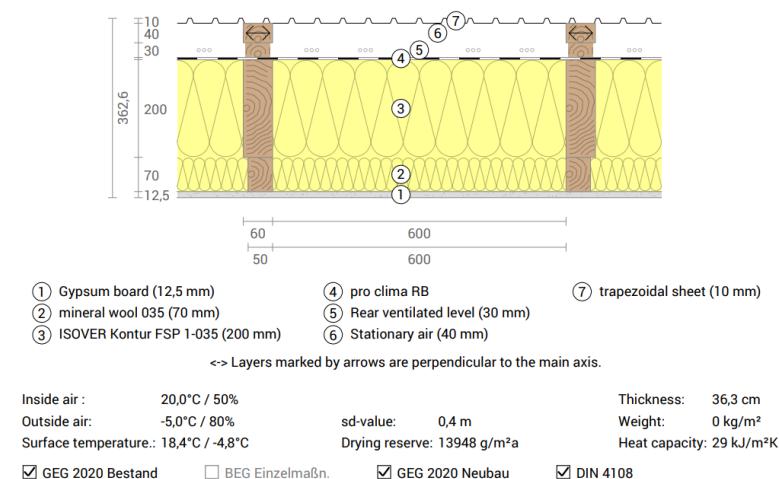 10
40
30
362,6
200
70
12,5
7
6
5
4
3
2
1
60 600
50 600
1 Gypsum board (12,5 mm) 4 pro clima RB 7 trapezoidal sheet (10 mm)
2 mineral wool 035 (70 mm) 5 Rear ventilated level (30 mm)
3 ISOVER Kontur FSP 1-035 (200 mm) 6 Stationary air (40 mm)
<-> Layers marked by arrows are perpendicular to the main axis.
Inside air : 20,0°C / 50% Thickness: 36,3 cm
Outside air: -5,0°C / 80% sd-value: 0,4 m Weight: 0 kg/m²
Surface temperature.: 18,4°C / -4,8°C Drying reserve: 13948 g/m²a Heat capacity: 29 kJ/m²K
GEG 2020 Bestand BEG Einzelmaßn. GEG 2020 Neubau DIN 4108